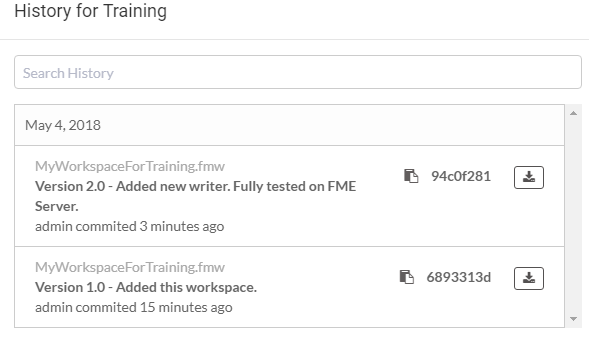 History for Training
Search History
May 4, 2018
MyWorkspaceForTraining.fmw
Version 2.0 - Added new writer. Fully tested on FME
Server.
94c0f281
admin commited 3 minutes ago
MyWorkspaceForTraining.fmw
Version 1.0 - Added this workspace.
6893313d
admin commited 15 minutes ago